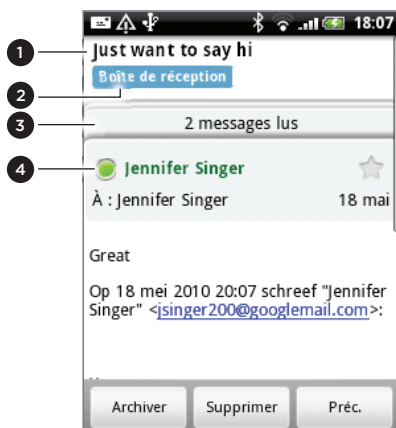 18:07
1 Just want to say hi
2 Boîte de réception
3 2 messages lus
4 Jennifer Singer
À : Jennifer Singer 18 mai
Great
Op 18 mei 2010 20:07 schreef "Jennifer
Singer" <jsinger200@googlemail.com>:
Archiver Supprimer Préc.